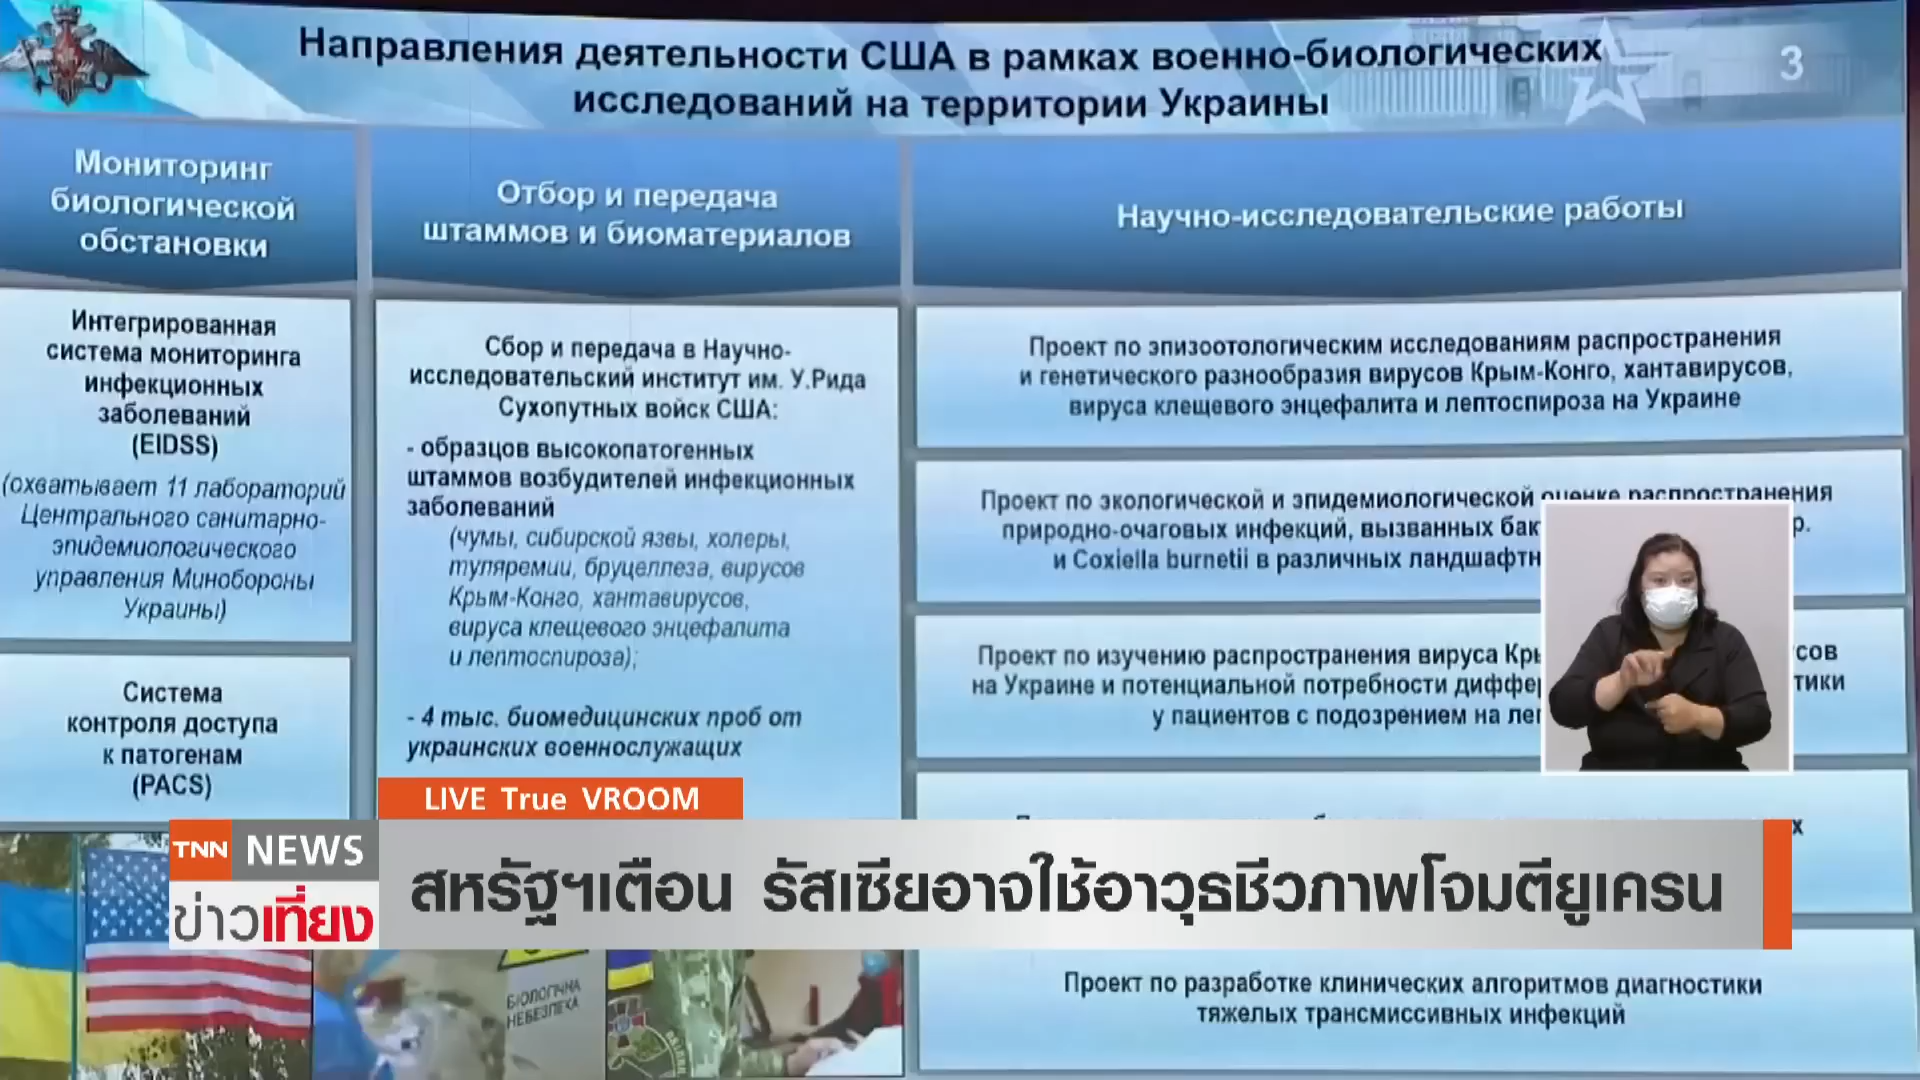 Направления деятельности США в рамках военно-биологических
исследований на территории Украины
3
Мониторинг
биологической
обстановки
Интегрированная
система мониторинга
инфекционных
заболеваний
(EIDSS)
(охватывает 11 лабораторий
Центрального санитарно-
эпидемиологического
управления Минобороны
Украины)
Система
контроля доступа
к патогенам
(PACS)
Отбор и передача
штаммов и биоматериалов
Сбор и передача в Научно-
исследовательский институт им. У.Рида
Сухопутных войск США:
- образцов высокопатогенных
штаммов возбудителей инфекционных
заболеваний
(чумы, сибирской язвы, холеры,
туляремии, бруцеллеза, вирусов
Крым-Конго, хантавирусов,
вируса клещевого энцефалита
и лептоспироза);
- 4 тыс. биомедицинских проб от
украинских военнослужащих
Научно-исследовательские работы
Проект по эпизоотологическим исследованиям распространения
и генетического разнообразия вирусов Крым-Конго, хантавирусов,
вируса клещевого энцефалита и лептоспироза на Украине
Проект по экологической и эпидемиологической оценке распространения
природно-очаговых инфекций, вызванных
и Coxiella burnetii в различных
Проект по изучению распространения вируса
на Украине и потенциальной потребности
у пациентов с подозрением на
Проект по разработке клинических алгоритмов диагностики
тяжелых трансмиссивных инфекций
БІОЛОГІЧНА
НЕБЕЗПЕКА
LIVE True VROOM
TNN NEWS
ข่าวเที่ยง
สหรัฐฯเตือน รัสเซียอาจใช้อาวุธชีวภาพโจมตียูเครน